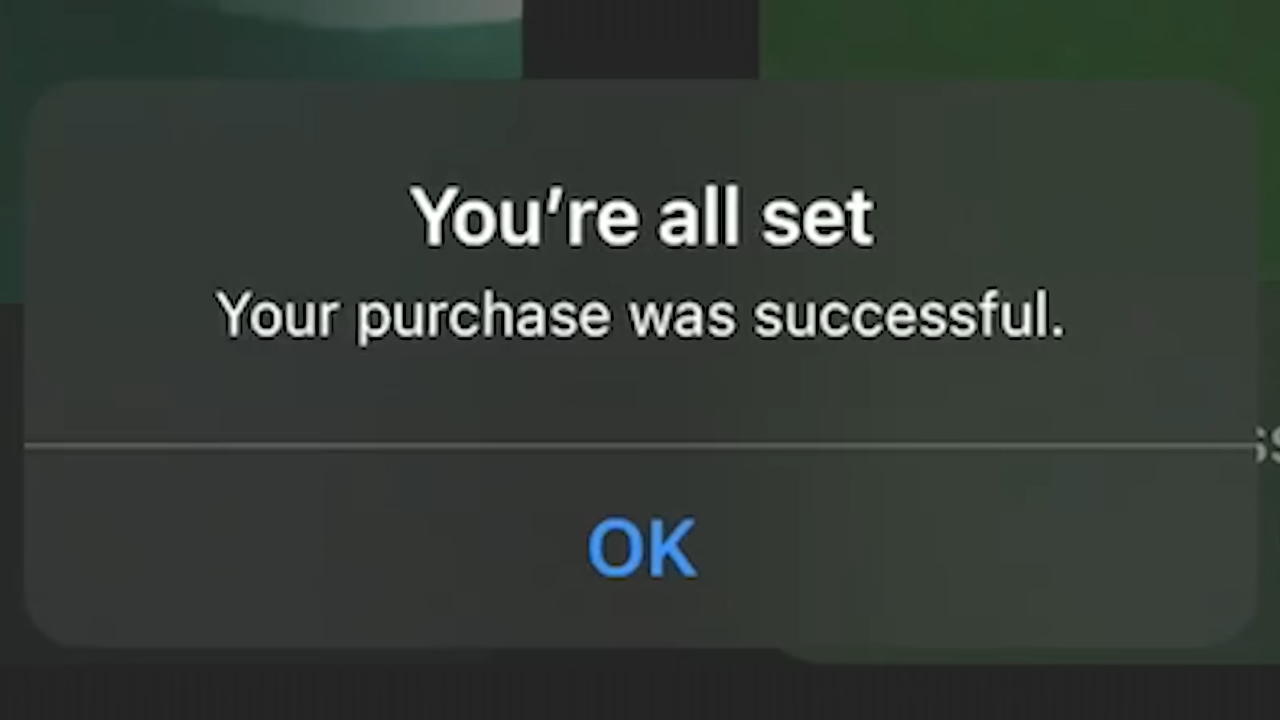 You’re all set
Your purchase was successful.
OK